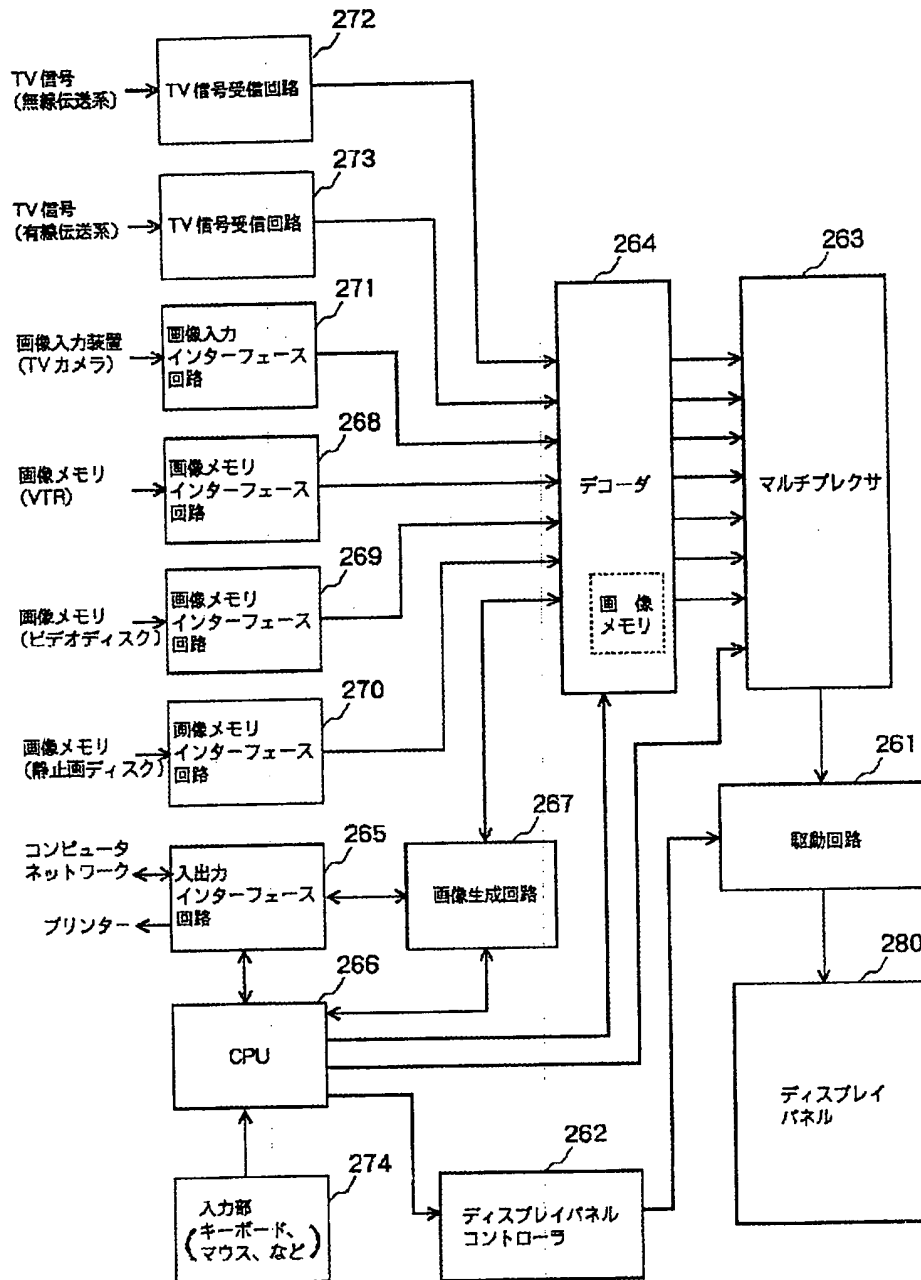 272
TV信号
(無線伝送系)
TV信号受信回路
273
TV信号
(有線伝送系)
TV信号受信回路
264
263
271
画像入力装置
(TVカメラ)
画像入力
インターフェース
回路
268
画像メモリ
(VTR)
画像メモリ
インターフェース
回路
デコーダ
マルチプレクサ
269
画像メモリ
(ビデオディスク)
画像メモリ
インターフェース
回路
画 像
メモリ
270
画像メモリ
(静止画ディスク)
画像メモリ
インターフェース
回路
261
駆動回路
267
画像生成回路
265
コンピュータ
ネットワーク
プリンター
入出力
インターフェース
回路
280
266
CPU
ディスプレイ
パネル
262
274
入力部
(キーボード、
マウス、など)
ディスプレイパネル
コントローラ